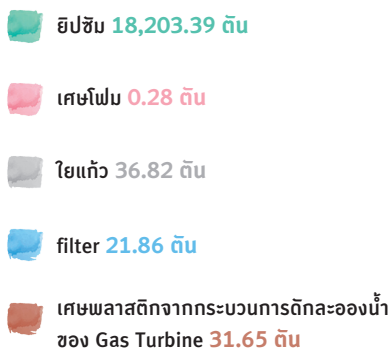 ยิปซัม 18,203.39 ตัน
เศษโฟม 0.28 ตัน
ใยแก้ว 36.82 ตัน
filter 21.86 ตัน
เศษพลาสติกจากกระบวนการดักละอองน้ำ
ของ Gas Turbine 31.65 ตัน